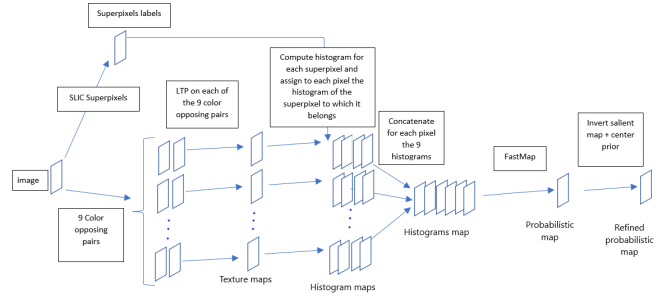 Superpixels labels
SLIC Superpixels
LTP on each of
the 9 color
opposing pairs
Compute histogram for
each superpixel and
assign to each pixel the
histogram of the
superpixel to which it
belongs
Concatenate
for each pixel
the 9
histograms
FastMap
Invert salient
map + center
prior
image
9 Color
opposing
pairs
Texture maps
Histogram maps
Histograms map
Probabilistic
map
Refined
probabilistic
map